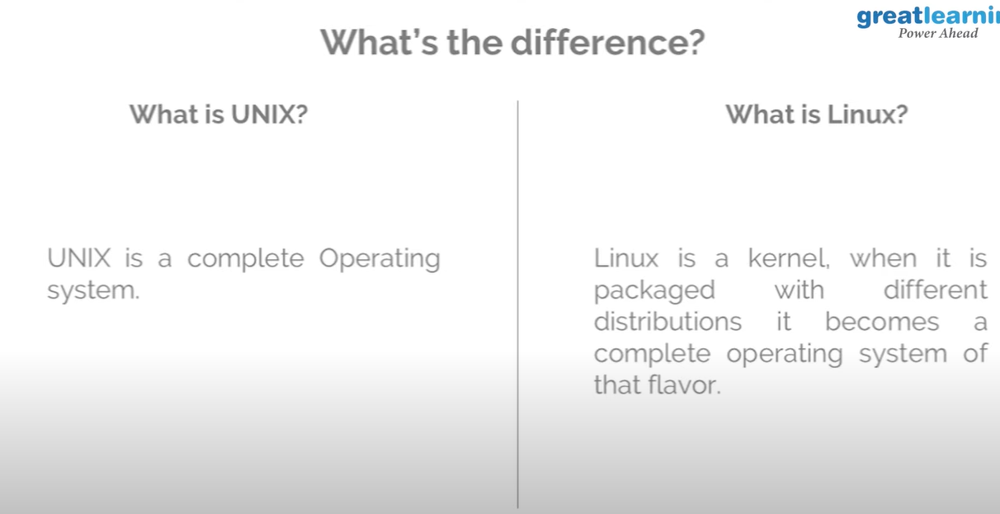 greatlearni
Power Ahead
What's the difference?
What is UNIX?
UNIX is a complete Operating
system.
What is Linux?
Linux is a kernel, when it is
packaged with different
distributions it becomes a
complete operating system of
that flavor.